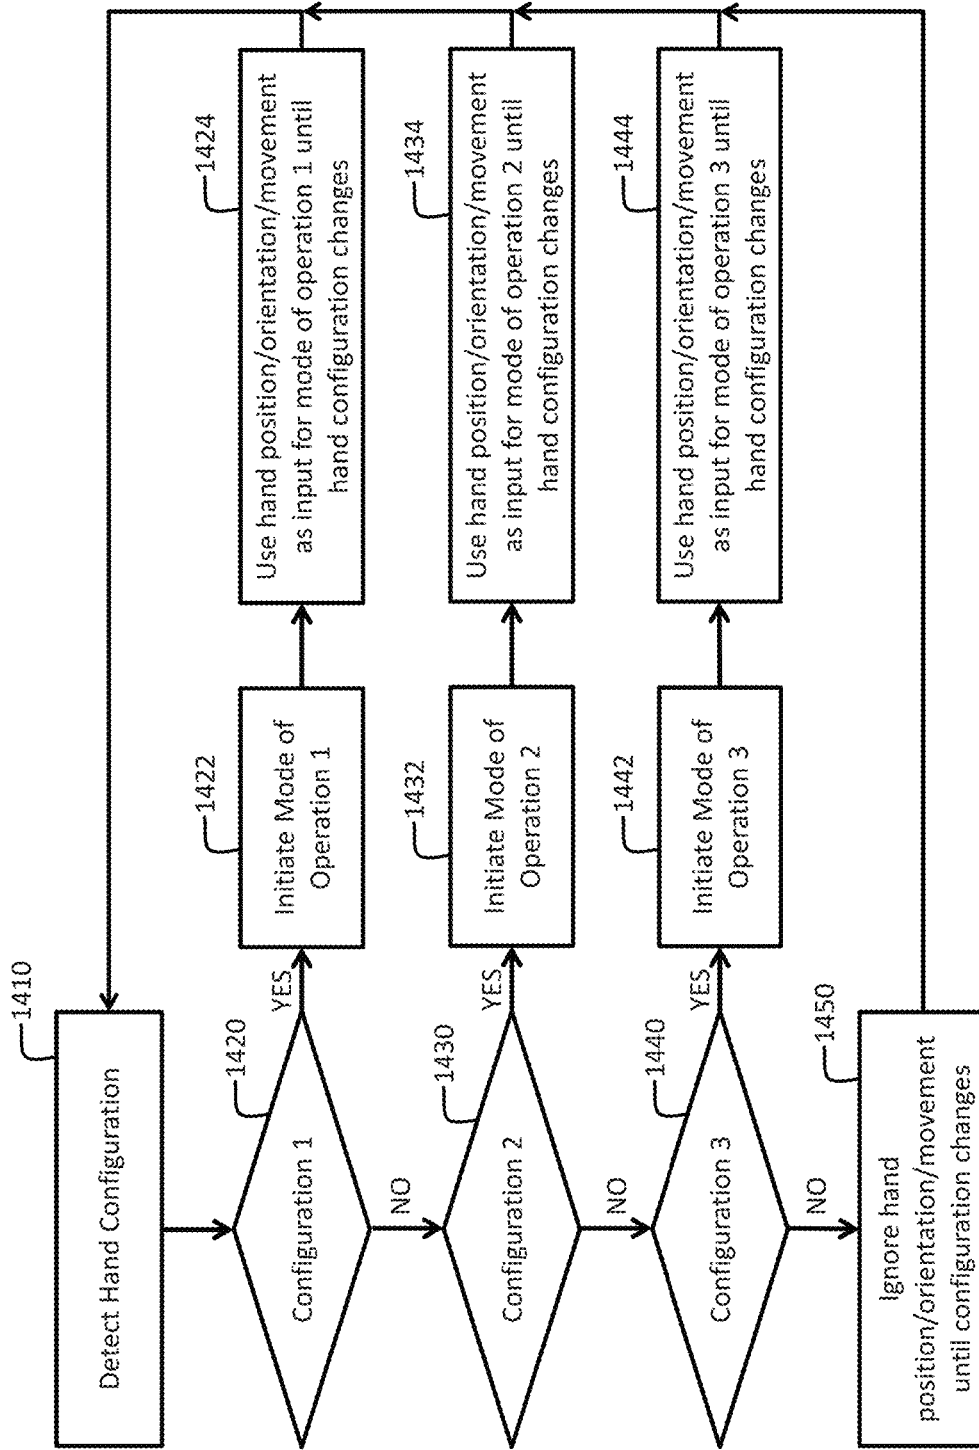 1410
Detect Hand Configuration
1420
Configuration 1
YES
NO
1422
Initiate Mode of
Operation 1
1424
Use hand position/orientation/movement
as input for mode of operation 1 until
hand configuration changes
1430
Configuration 2
YES
NO
1432
Initiate Mode of
Operation 2
1434
Use hand position/orientation/movement
as input for mode of operation 2 until
hand configuration changes
1440
Configuration 3
YES
NO
1442
Initiate Mode of
Operation 3
1444
Use hand position/orientation/movement
as input for mode of operation 3 until
hand configuration changes
1450
Ignore hand
position/orientation/movement
until configuration changes